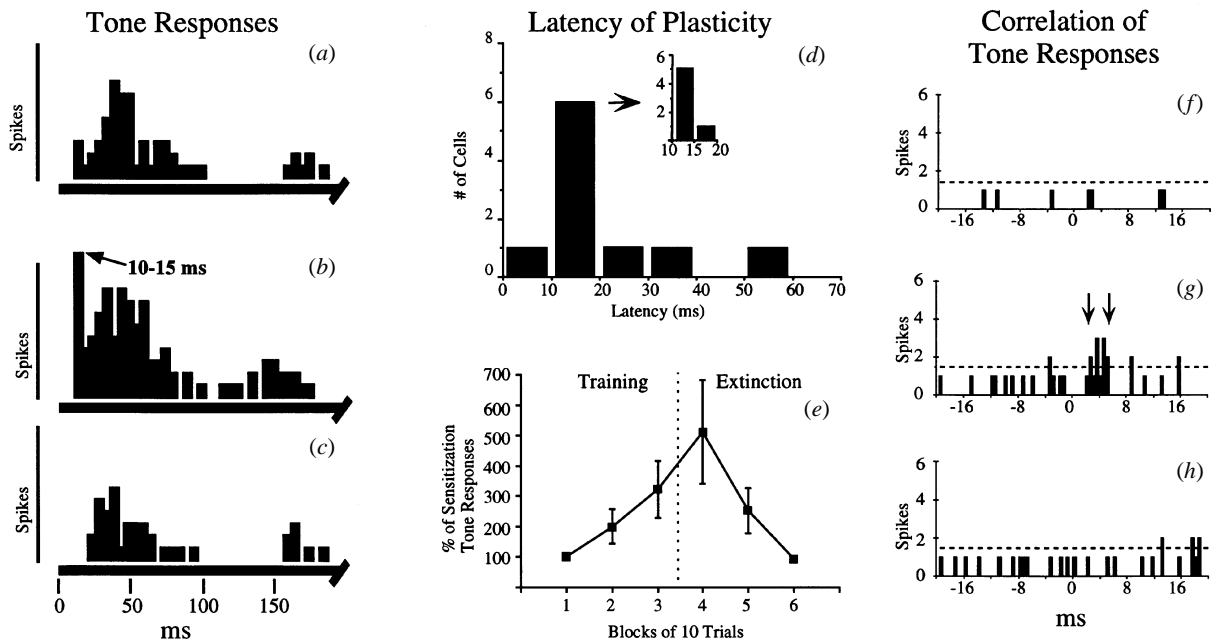 Tone Responses
(a)
Spikes
10-15 ms
(b)
Spikes
(c)
Spikes
0 50 100 150
ms
Latency of Plasticity
(d)
8
6
4
2
0
# of Cells
6
4
2
10 15 20
0 10 20 30 40 50 60 70
Latency (ms)
Training Extinction
(e)
700
600
500
400
300
200
100
% of Sensitization
Tone Responses
1 2 3 4 5 6
Blocks of 10 Trials
Correlation of
Tone Responses
(f)
6
4
2
0
Spikes
-16 -8 0 8 16
(g)
6
4
2
0
Spikes
-16 -8 0 8 16
(h)
6
4
2
0
Spikes
-16 -8 0 8 16
ms